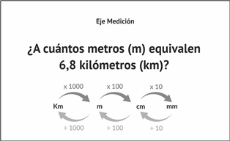 Eje Medición
¿A cuántos metros (m) equivalen
6,8 kilómetros (km)?
x 1000 x 100 x 10
Km m cm mm
÷ 1000 ÷ 100 ÷ 10